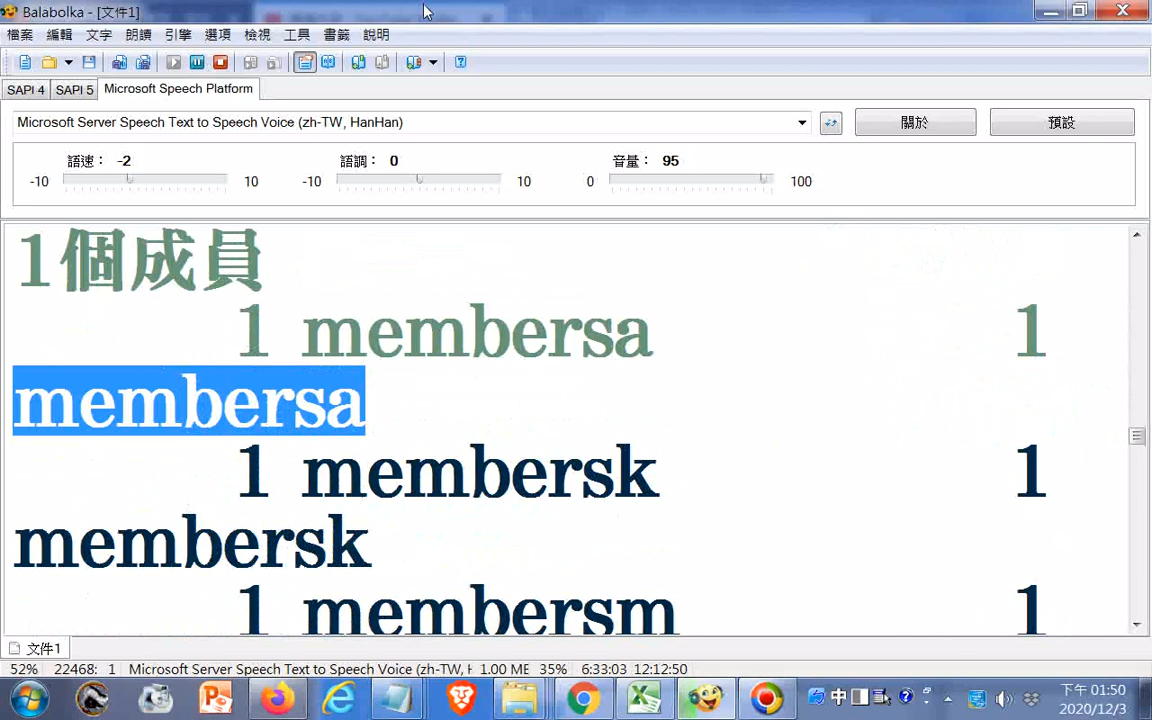 Balabolka - [文件1]
檔案 編輯 文字 朗讀 引擎 選項 檢視 工具 書籤 說明
SAPI 4 SAPI 5 Microsoft Speech Platform
Microsoft Server Speech Text to Speech Voice (zh-TW, HanHan) 關於 預設
語速： -2 語調： 0 音量： 95
-10 10 -10 10 0 100
1個成員
1 membersa 1
membersa
1 membersk 1
membersk
1 membersm 1
文件1
52% 22468: 1 Microsoft Server Speech Text to Speech Voice (zh-TW, 1.00 ME 35% 6:33:03 12:12:50
中 下午 01:50
2020/12/3